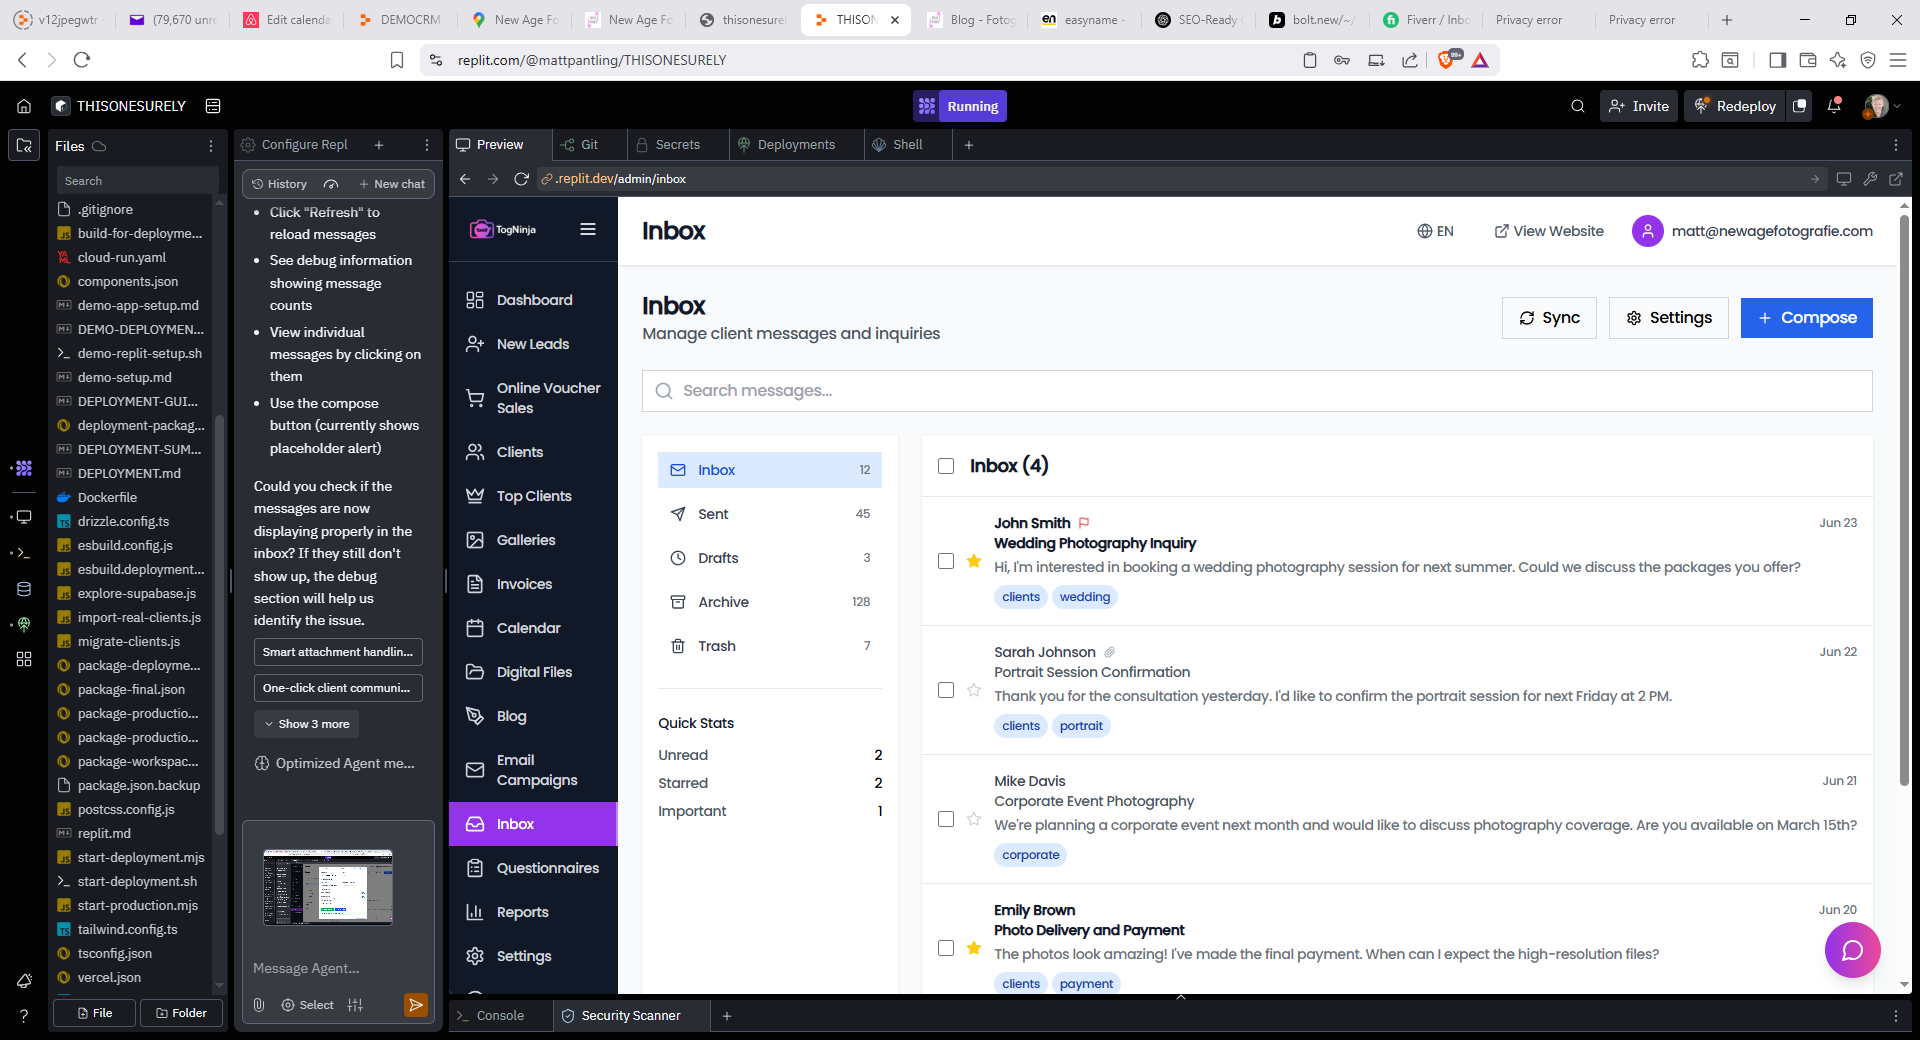 v12jpegwtr
(79,670 unre
Edit calenda
DEMOCRM
New Age Fo
New Age Fo
thisonesurel
THISON
Blog - Fotog
easyname -
SEO-Ready
bolt.new/~/
Fiverr / Inbo
Privacy error
Privacy error
replit.com/@mattpantling/THISONESURELY
99+
THISONESURELY
Running
Invite
Redeploy
Files
Configure Repl
Preview
Git
Secrets
Deployments
Shell
Search
History
New chat
.replit.dev/admin/inbox
.gitignore
build-for-deployme...
cloud-run.yaml
components.json
demo-app-setup.md
DEMO-DEPLOYMEN...
demo-replit-setup.sh
demo-setup.md
DEPLOYMENT-GUI...
deployment-packag...
DEPLOYMENT-SUM...
DEPLOYMENT.md
Dockerfile
drizzle.config.ts
esbuild.config.js
esbuild.deployment...
explore-supabase.js
import-real-clients.js
migrate-clients.js
package-deployme...
package-final.json
package-productio...
package-productio...
package-workspac...
package.json.backup
postcss.config.js
replit.md
start-deployment.mjs
start-deployment.sh
start-production.mjs
tailwind.config.ts
tsconfig.json
vercel.json
File
Folder
• Click "Refresh" to
reload messages
• See debug information
showing message
counts
• View individual
messages by clicking on
them
• Use the compose
button (currently shows
placeholder alert)
Could you check if the
messages are now
displaying properly in the
inbox? If they still don't
show up, the debug
section will help us
identify the issue.
Smart attachment handlin...
One-click client communi...
Show 3 more
Optimized Agent me...
Message Agent...
Select
TogNinja
Dashboard
New Leads
Online Voucher
Sales
Clients
Top Clients
Galleries
Invoices
Calendar
Digital Files
Blog
Email
Campaigns
Inbox
Questionnaires
Reports
Settings
Inbox
EN
View Website
matt@newagefotografie.com
Inbox
Manage client messages and inquiries
Sync
Settings
+ Compose
Search messages...
Inbox 12
Sent 45
Drafts 3
Archive 128
Trash 7
Quick Stats
Unread 2
Starred 2
Important 1
Inbox (4)
John Smith Jun 23
Wedding Photography Inquiry
Hi, I'm interested in booking a wedding photography session for next summer. Could we discuss the packages you offer?
clients wedding
Sarah Johnson Jun 22
Portrait Session Confirmation
Thank you for the consultation yesterday. I'd like to confirm the portrait session for next Friday at 2 PM.
clients portrait
Mike Davis Jun 21
Corporate Event Photography
We're planning a corporate event next month and would like to discuss photography coverage. Are you available on March 15th?
corporate
Emily Brown Jun 20
Photo Delivery and Payment
The photos look amazing! I've made the final payment. When can I expect the high-resolution files?
clients payment
Console
Security Scanner